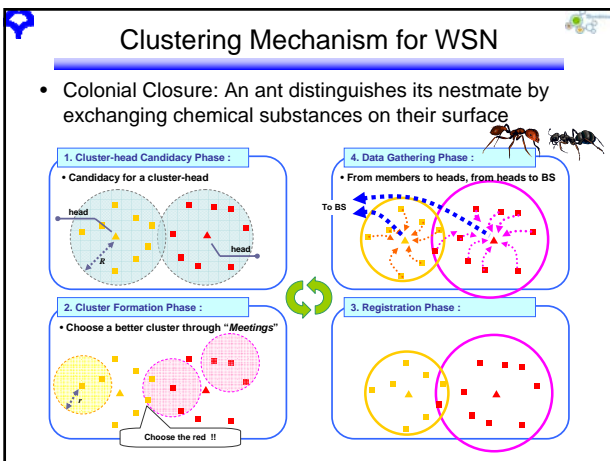 Clustering Mechanism for WSN
• Colonial Closure: An ant distinguishes its nestmate by
exchanging chemical substances on their surface
1. Cluster-head Candidacy Phase :
• Candidacy for a cluster-head
head
head
R
4. Data Gathering Phase :
• From members to heads, from heads to BS
To BS
2. Cluster Formation Phase :
• Choose a better cluster through "Meetings"
r
Choose the red !!
3. Registration Phase :